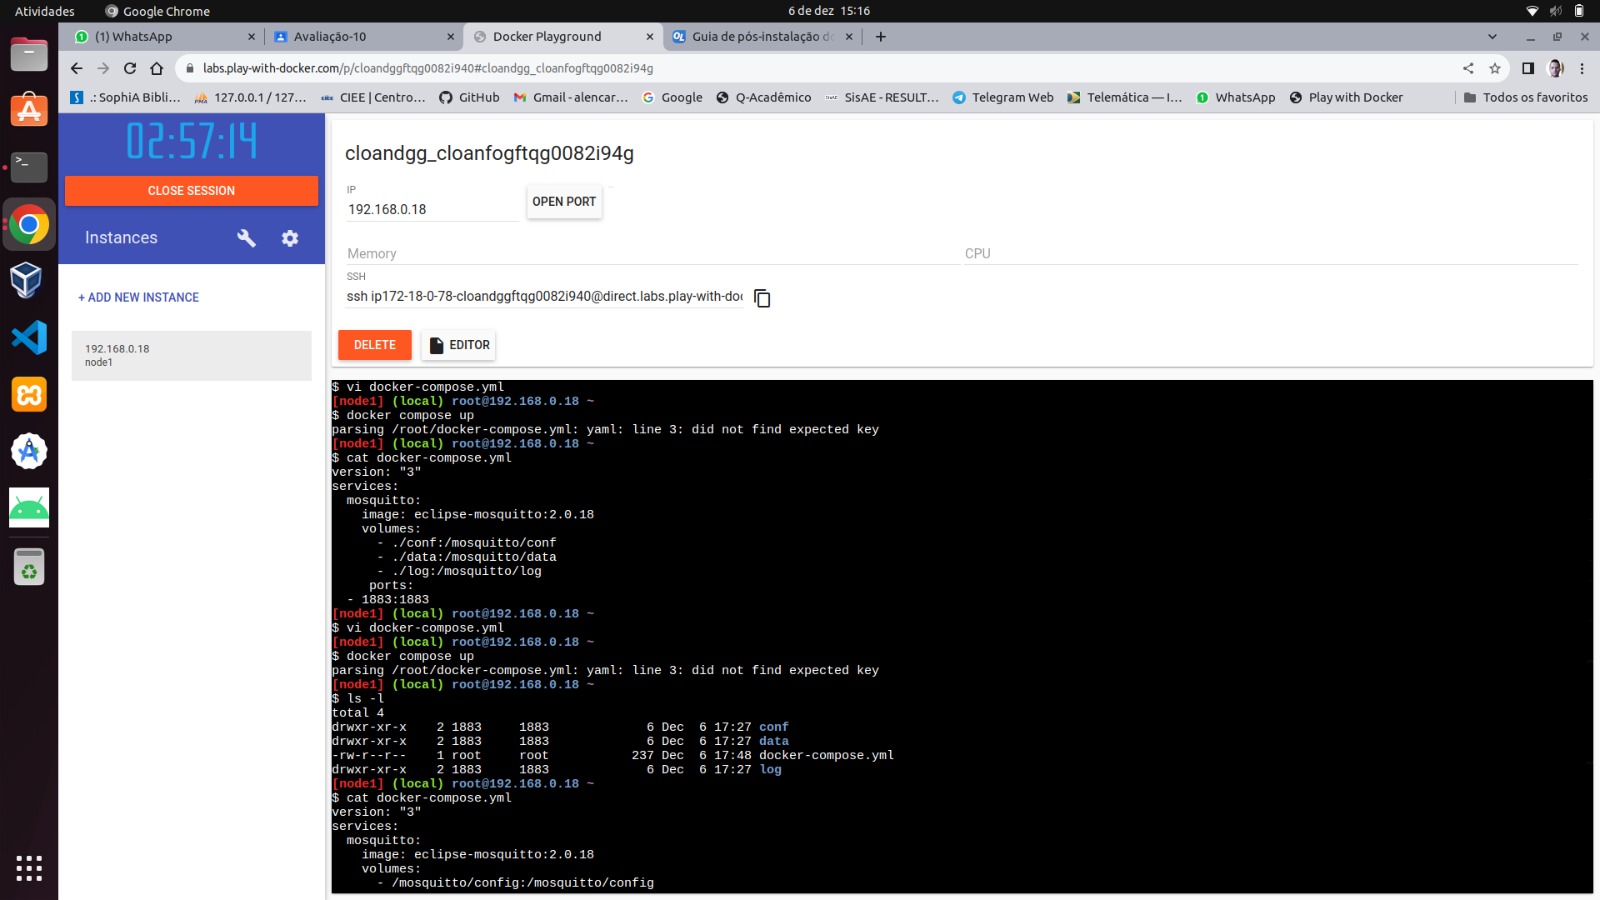 Atividades
Google Chrome
6 de dez 15:16
(1) WhatsApp
Avaliação-10
Docker Playground
Guia de pós-instalação do
labs.play-with-docker.com/p/cloandggftqg0082i940#cloandgg_cloanfogftqg0082i94g
.: SophiA Bibli...
127.0.0.1 / 127...
CIEE | Centro...
GitHub
Gmail - alencar...
Google
Q-Acadêmico
SisAE - RESULT...
Telegram Web
Telemática — I...
WhatsApp
Play with Docker
Todos os favoritos
02:57:14
CLOSE SESSION
Instances
+ ADD NEW INSTANCE
192.168.0.18
node1
cloandgg_cloanfogftqg0082i94g
IP
192.168.0.18
OPEN PORT
Memory
CPU
SSH
ssh ip172-18-0-78-cloandggftqg0082i940@direct.labs.play-with-doc
DELETE
EDITOR
$ vi docker-compose.yml
[node1] (local) root@192.168.0.18 ~
$ docker compose up
parsing /root/docker-compose.yml: yaml: line 3: did not find expected key
[node1] (local) root@192.168.0.18 ~
$ cat docker-compose.yml
version: "3"
services:
  mosquitto:
    image: eclipse-mosquitto:2.0.18
    volumes:
      - ./conf:/mosquitto/conf
      - ./data:/mosquitto/data
      - ./log:/mosquitto/log
     ports:
  - 1883:1883
[node1] (local) root@192.168.0.18 ~
$ vi docker-compose.yml
[node1] (local) root@192.168.0.18 ~
$ docker compose up
parsing /root/docker-compose.yml: yaml: line 3: did not find expected key
[node1] (local) root@192.168.0.18 ~
$ ls -l
total 4
drwxr-xr-x    2 1883     1883             6 Dec  6 17:27 conf
drwxr-xr-x    2 1883     1883             6 Dec  6 17:27 data
-rw-r--r--    1 root     root           237 Dec  6 17:48 docker-compose.yml
drwxr-xr-x    2 1883     1883             6 Dec  6 17:27 log
[node1] (local) root@192.168.0.18 ~
$ cat docker-compose.yml
version: "3"
services:
  mosquitto:
    image: eclipse-mosquitto:2.0.18
    volumes:
      - /mosquitto/config:/mosquitto/config